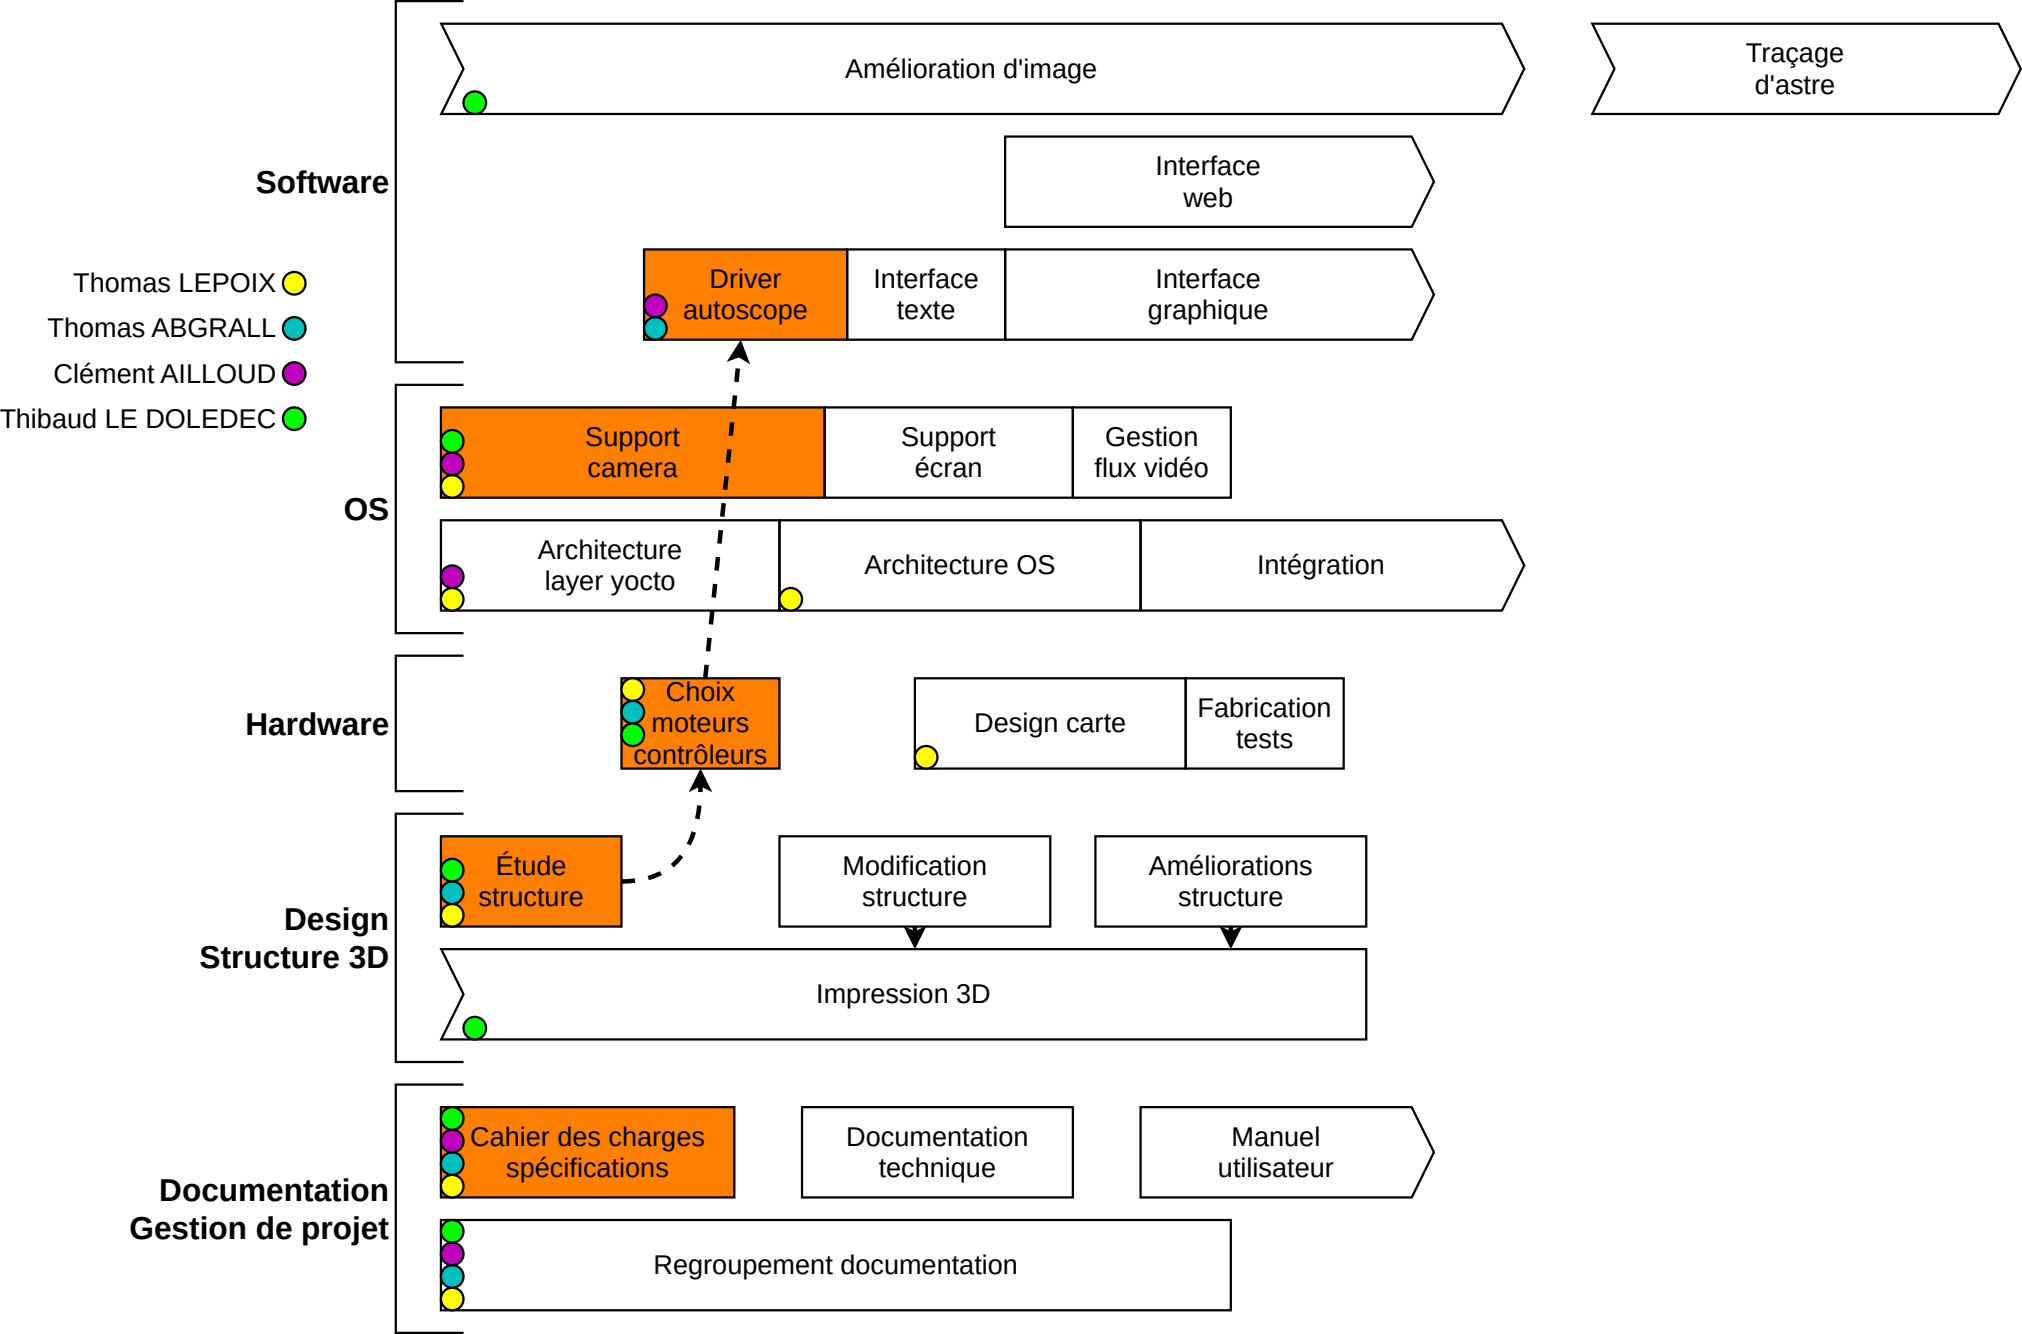 Amélioration d'image
Traçage
d'astre
Software
Interface
web
Driver
autoscope
Interface
texte
Interface
graphique
Thomas LEPOIX
Thomas ABGRALL
Clément AILLOUD
Thibaud LE DOLEDEC
OS
Support
camera
Support
écran
Gestion
flux vidéo
Architecture
layer yocto
Architecture OS
Intégration
Hardware
Choix
moteurs
contrôleurs
Design carte
Fabrication
tests
Design
Structure 3D
Étude
structure
Modification
structure
Améliorations
structure
Impression 3D
Documentation
Gestion de projet
Cahier des charges
spécifications
Documentation
technique
Manuel
utilisateur
Regroupement documentation